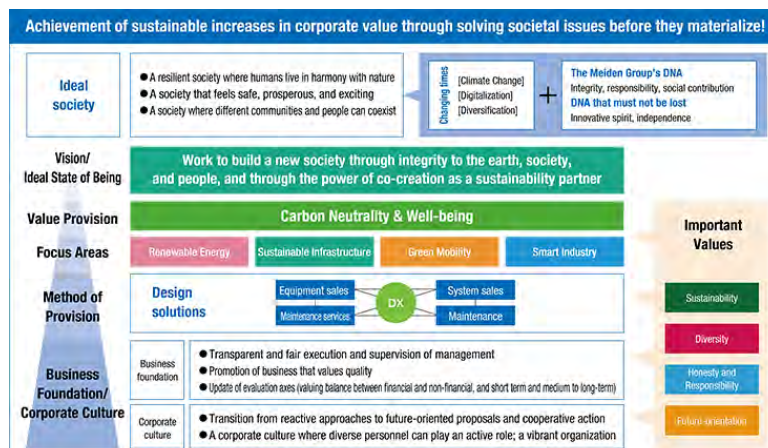 Achievement of sustainable increases in corporate value through solving societal issues before they materialize!
Ideal
society
●A resilient society where humans live in harmony with nature
●A society that feels safe, prosperous, and exciting
●A society where different communities and people can coexist
Changing times
[Climate Change]
[Digitalization]
[Diversification]
+
The Meiden Group's DNA
Integrity, responsibility, social contribution
DNA that must not be lost
Innovative spirit, independence
Vision/
Ideal State of Being
Work to build a new society through integrity to the earth, society,
and people, and through the power of co-creation as a sustainability partner
Value Provision
Carbon Neutrality & Well-being
Focus Areas
Renewable Energy
Sustainable Infrastructure
Green Mobility
Smart Industry
Method of
Provision
Design
solutions
Equipment sales
Maintenance services
DX
System sales
Maintenance
Business
Foundation/
Corporate Culture
Business
foundation
●Transparent and fair execution and supervision of management
●Promotion of business that values quality
●Update of evaluation axes (valuing balance between financial and non-financial, and short term and medium to long-term)
Corporate
culture
●Transition from reactive approaches to future-oriented proposals and cooperative action
●A corporate culture where diverse personnel can play an active role; a vibrant organization
Important
Values
Sustainability
Diversity
Honesty and
Responsibility
Future-orientation